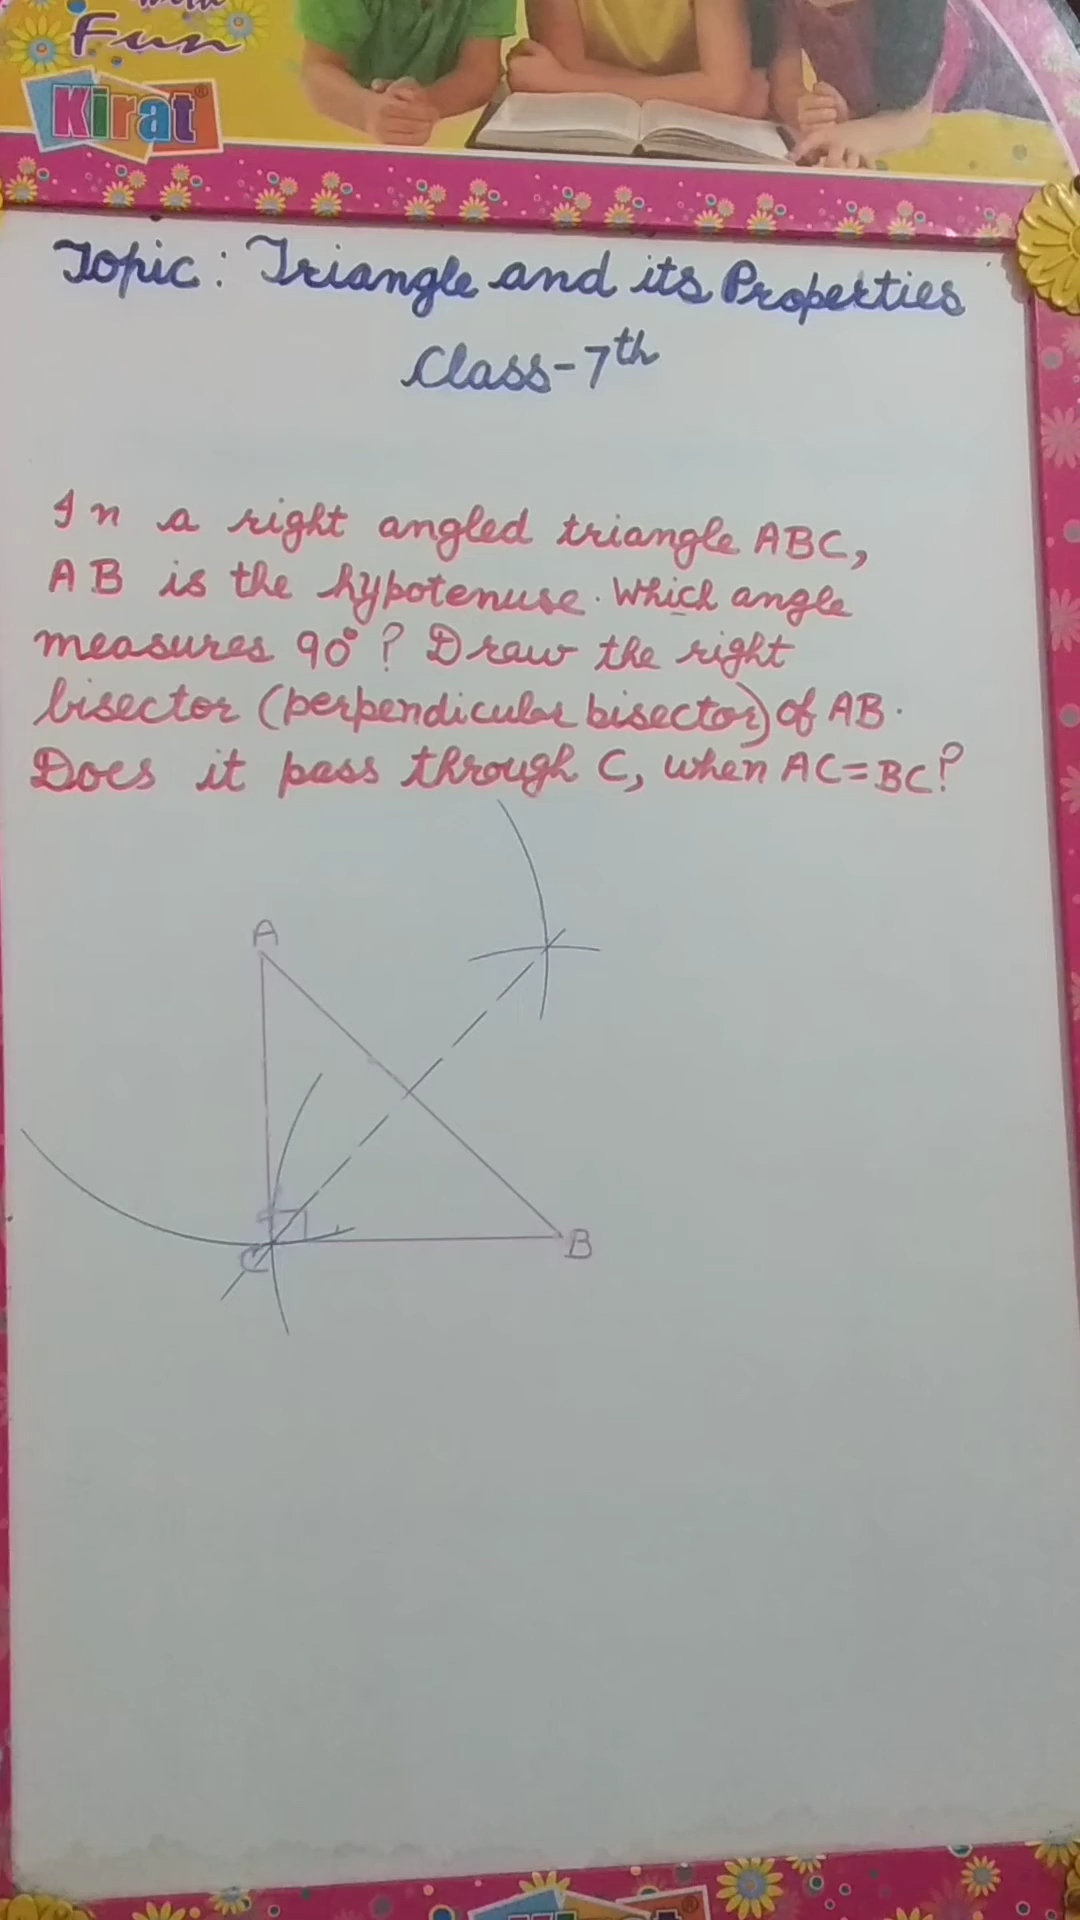 with
Fun
Kirat®
Topic: Triangle and its Properties
Class-7th
In a right angled triangle ABC,
AB is the hypotenuse. Which angle
measures 90°? Draw the right
bisector (perpendicular bisector) of AB.
Does it pass through C, when AC=BC?
A
C
B